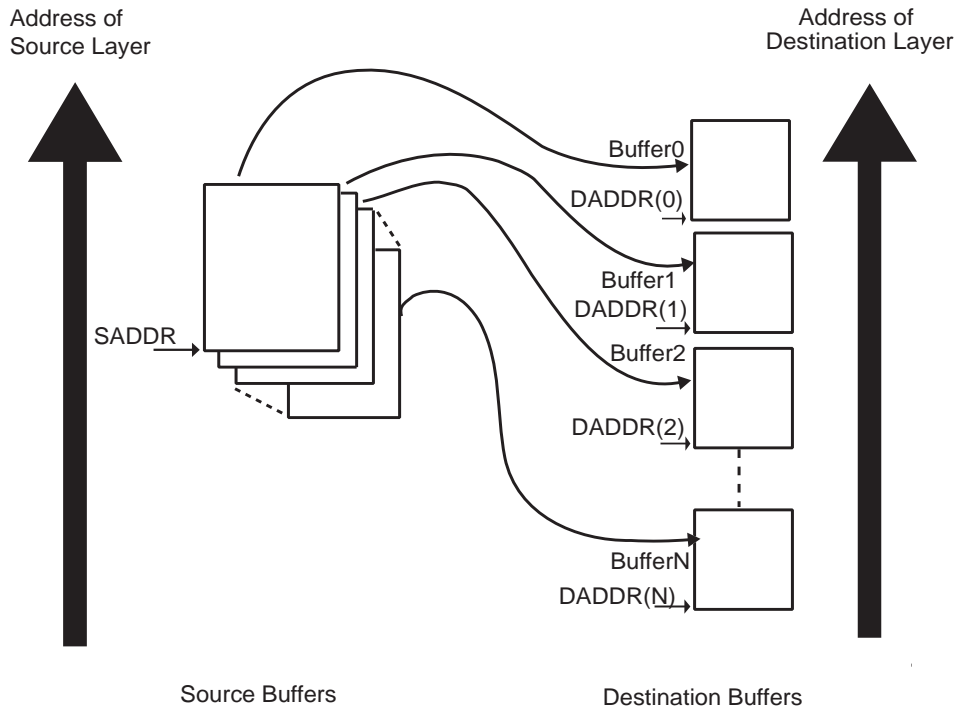 Address of
Source Layer
Address of
Destination Layer
Buffer0
DADDR(0)
Buffer1
DADDR(1)
SADDR
Buffer2
DADDR(2)
BufferN
DADDR(N)
Source Buffers
Destination Buffers